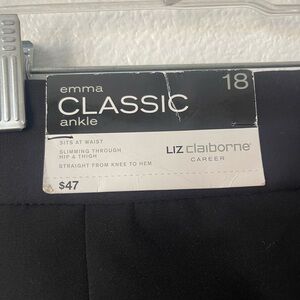 emma
CLASSIC
ankle
18
SITS AT WAIST
SLIMMING THROUGH
HIP & THIGH
STRAIGHT FROM KNEE TO HEM
LIZ claiborne
CAREER
$47